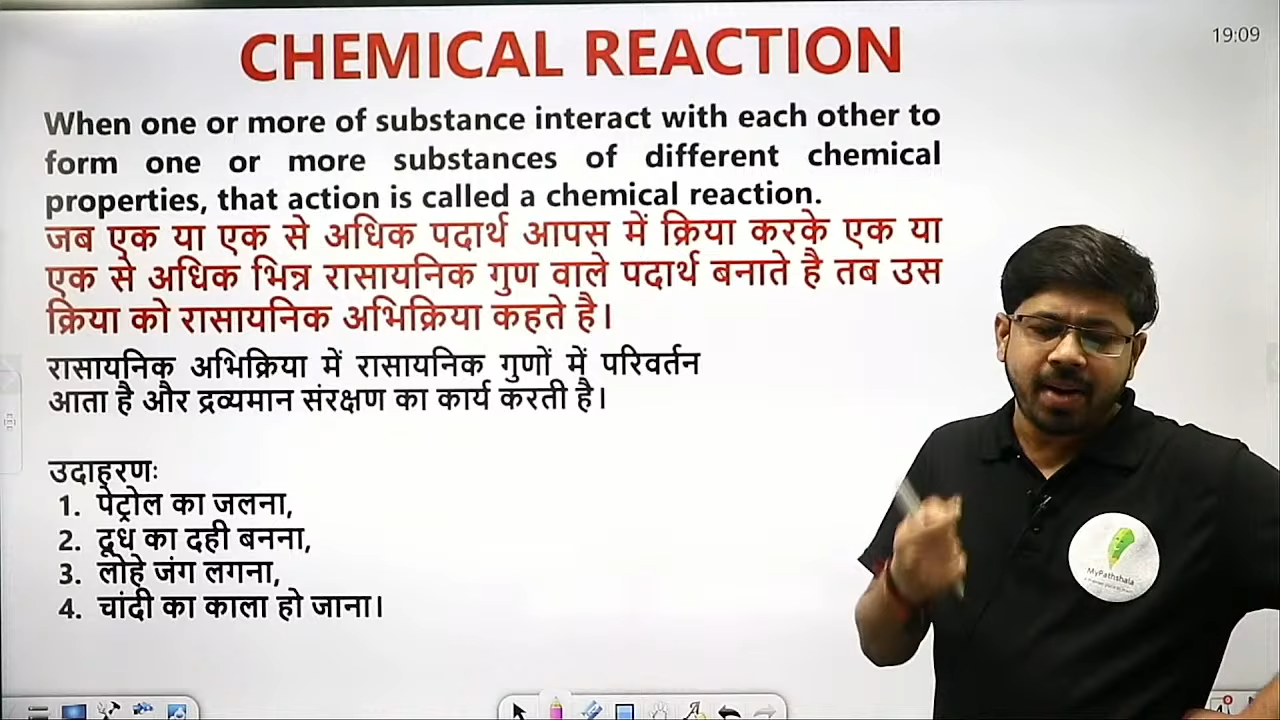 CHEMICAL REACTION
19:09
When one or more of substance interact with each other to
form one or more substances of different chemical
properties, that action is called a chemical reaction.
जब एक या एक से अधिक पदार्थ आपस में क्रिया करके एक या
एक से अधिक भिन्न रासायनिक गुण वाले पदार्थ बनाते है तब उस
क्रिया को रासायनिक अभिक्रिया कहते है।
रासायनिक अभिक्रिया में रासायनिक गुणों में परिवर्तन
आता है और द्रव्यमान संरक्षण का कार्य करती है।
उदाहरणः
1. पेट्रोल का जलना,
2. दूध का दही बनना,
3. लोहे जंग लगना,
4. चांदी का काला हो जाना।
MyPathshala